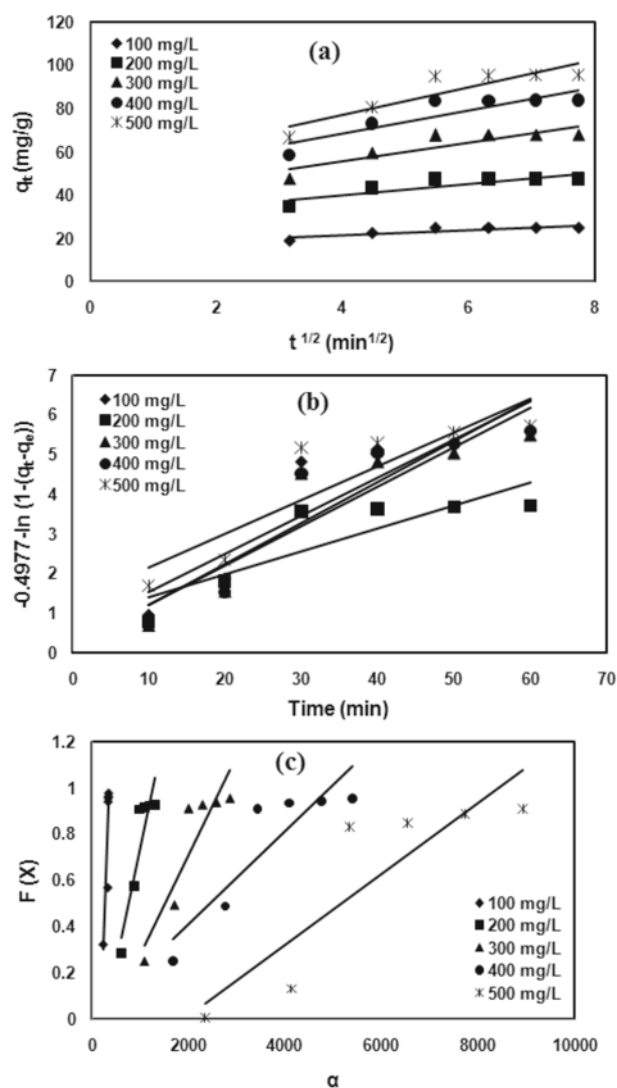 (a)
100 mg/L
200 mg/L
300 mg/L
400 mg/L
500 mg/L
120
100
80
60
40
20
0
qt (mg/g)
0 2 4 6 8
t 1/2 (min1/2)
(b)
100 mg/L
200 mg/L
300 mg/L
400 mg/L
500 mg/L
7
6
5
4
3
2
1
0
-0.4977-ln (1-(qt-qe))
0 10 20 30 40 50 60 70
Time (min)
(c)
1.2
1
0.8
0.6
0.4
0.2
0
F (X)
100 mg/L
200 mg/L
300 mg/L
400 mg/L
500 mg/L
0 2000 4000 6000 8000 10000
α